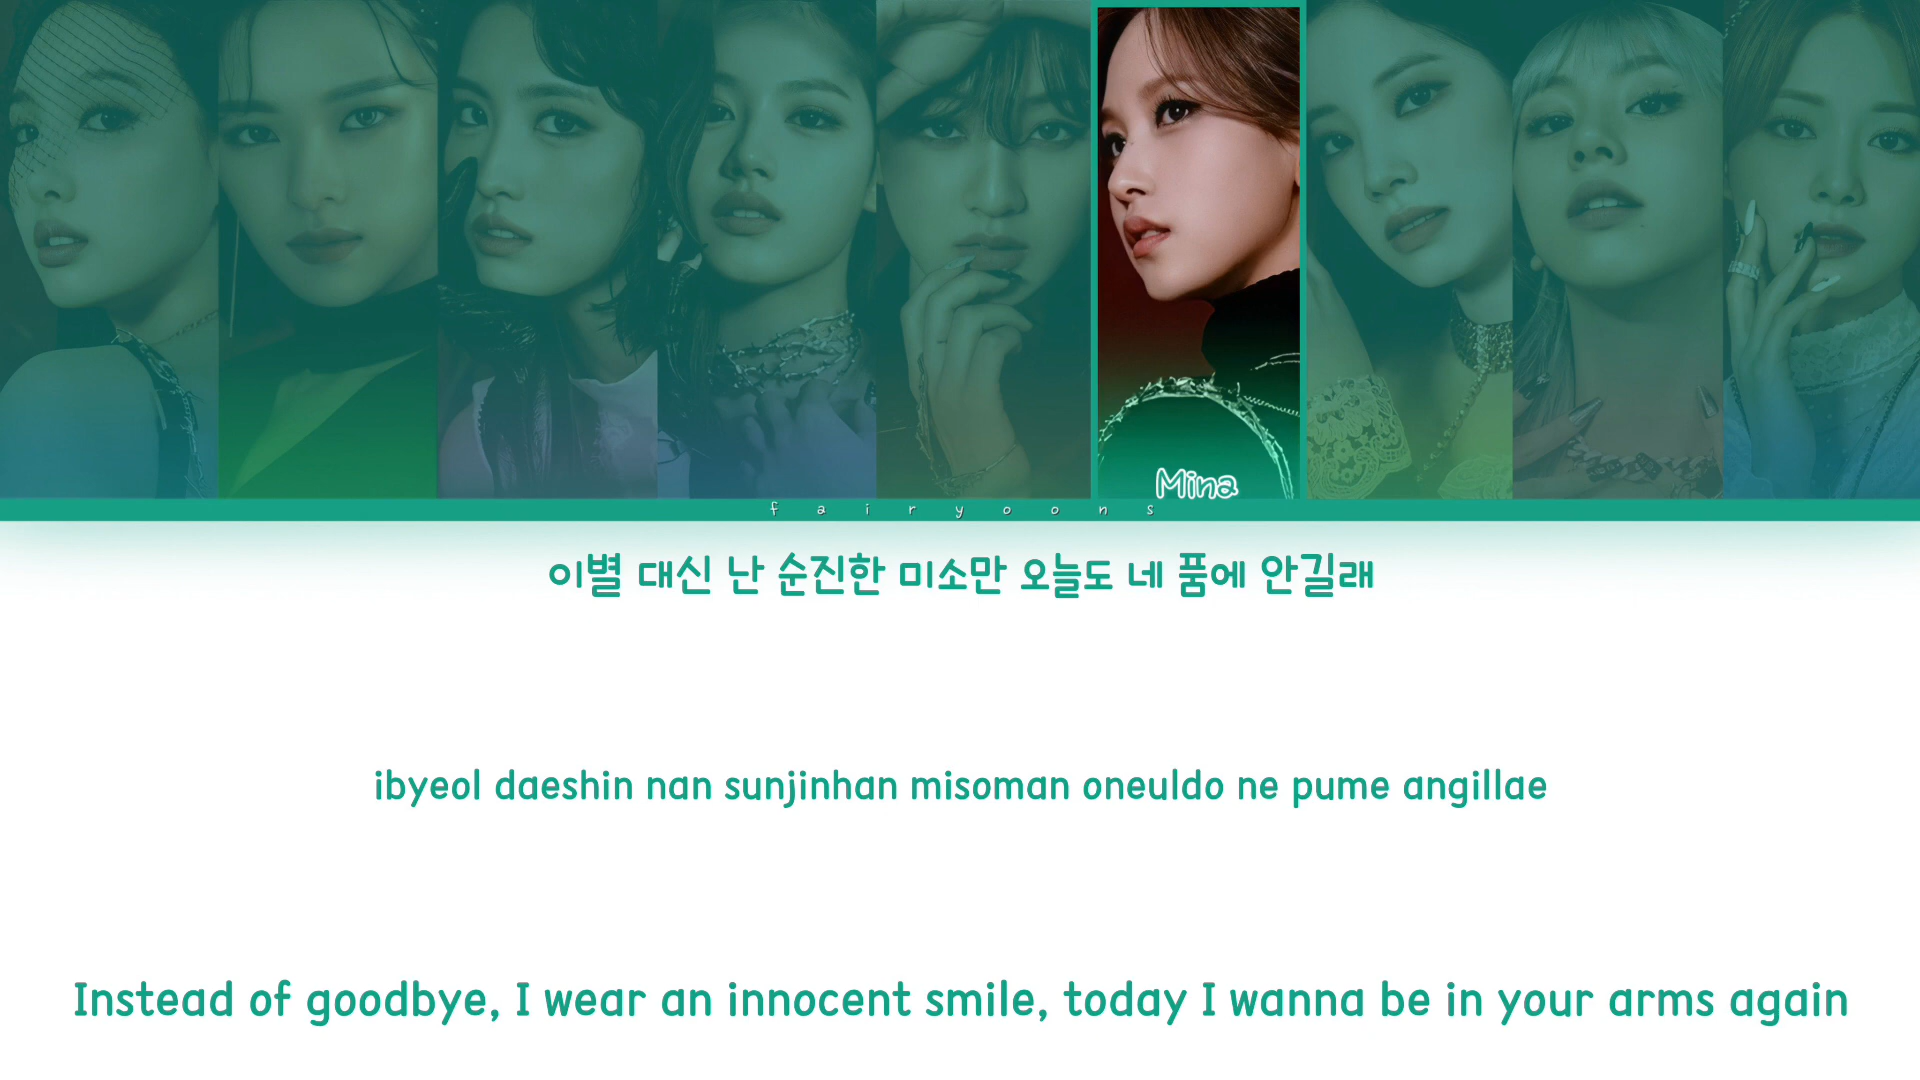 Mina
fairyoons
이별 대신 난 순진한 미소만 오늘도 네 품에 안길래
ibyeol daeshin nan sunjinhan misoman oneuldo ne pume angillae
Instead of goodbye, I wear an innocent smile, today I wanna be in your arms again